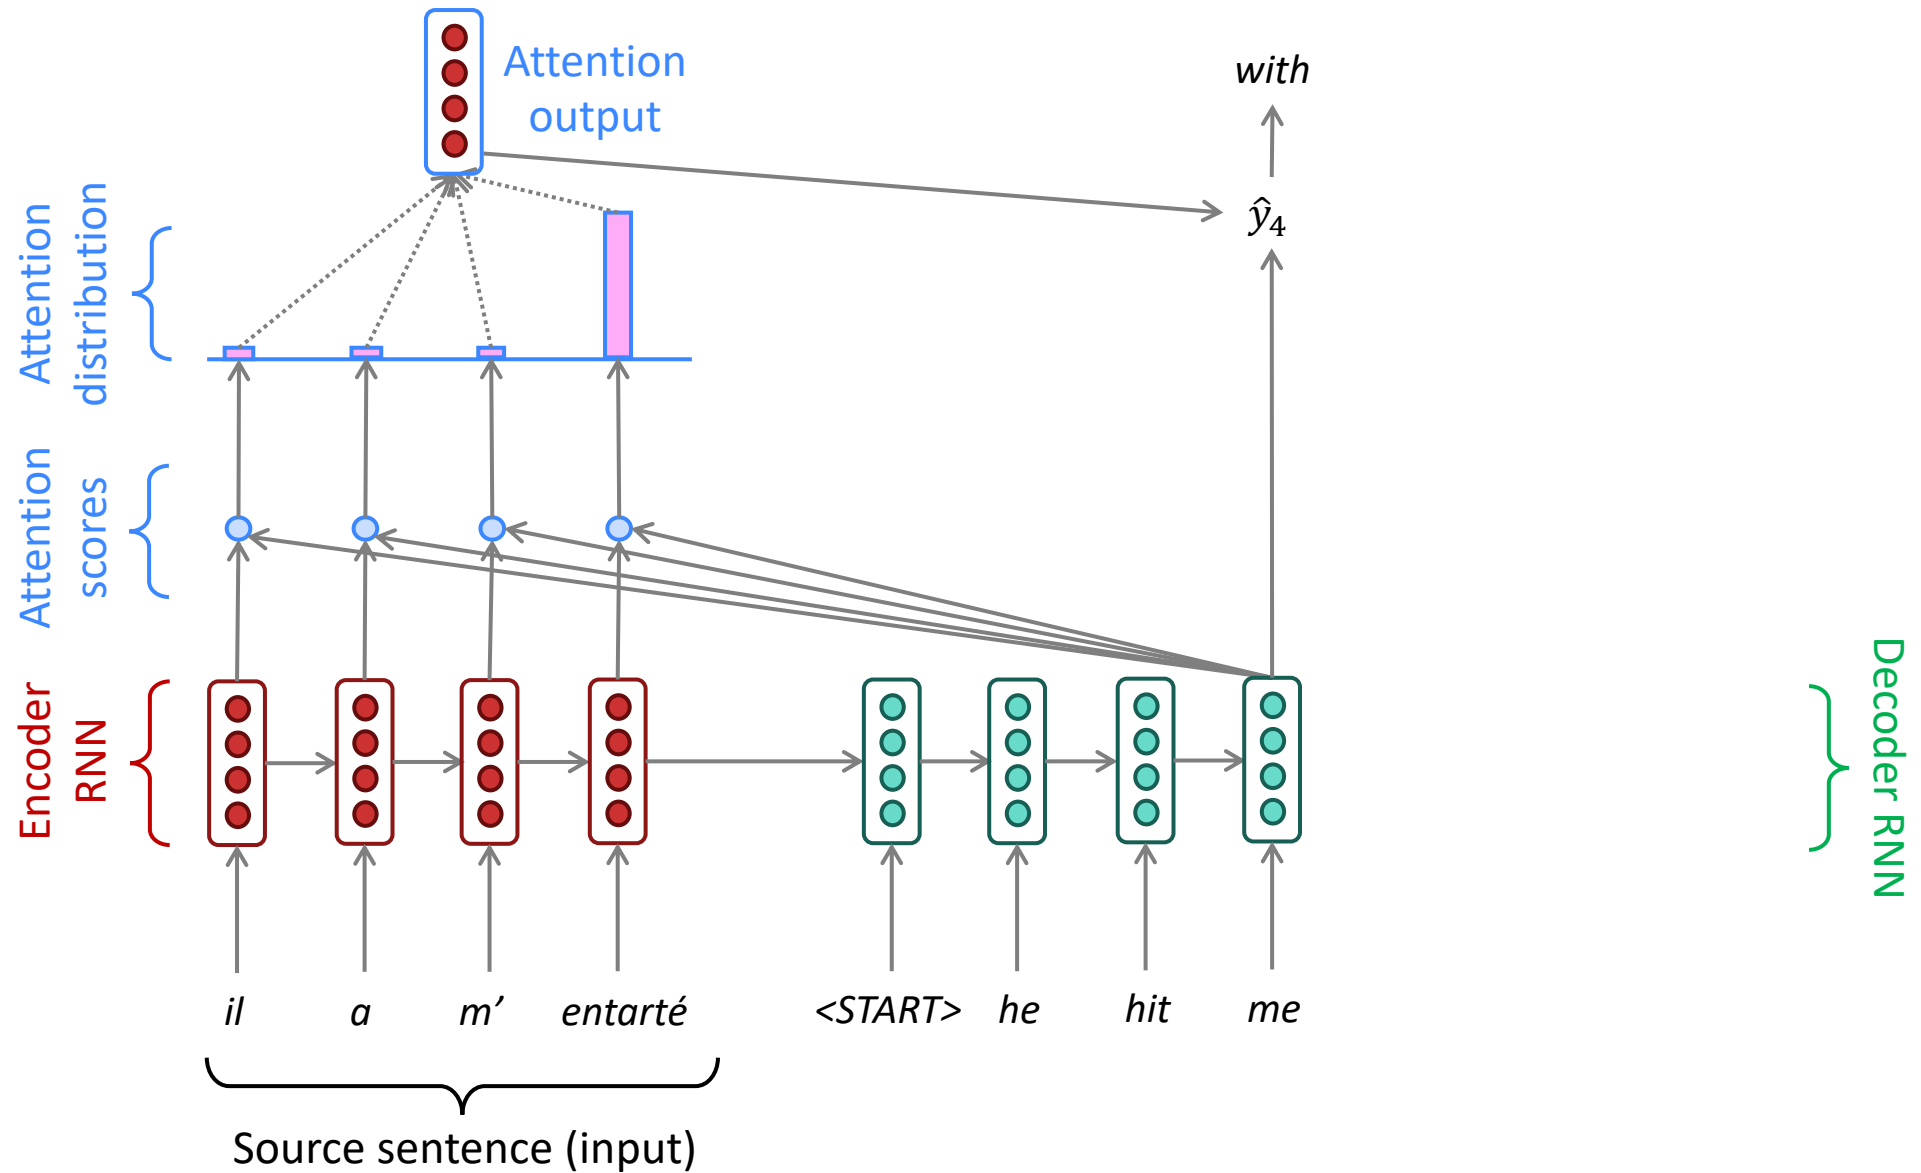 Attention
output
with
Attention
distribution
ŷ₄
Attention
scores
Encoder
RNN
Decoder RNN
il a m’ entarté <START> he hit me
Source sentence (input)